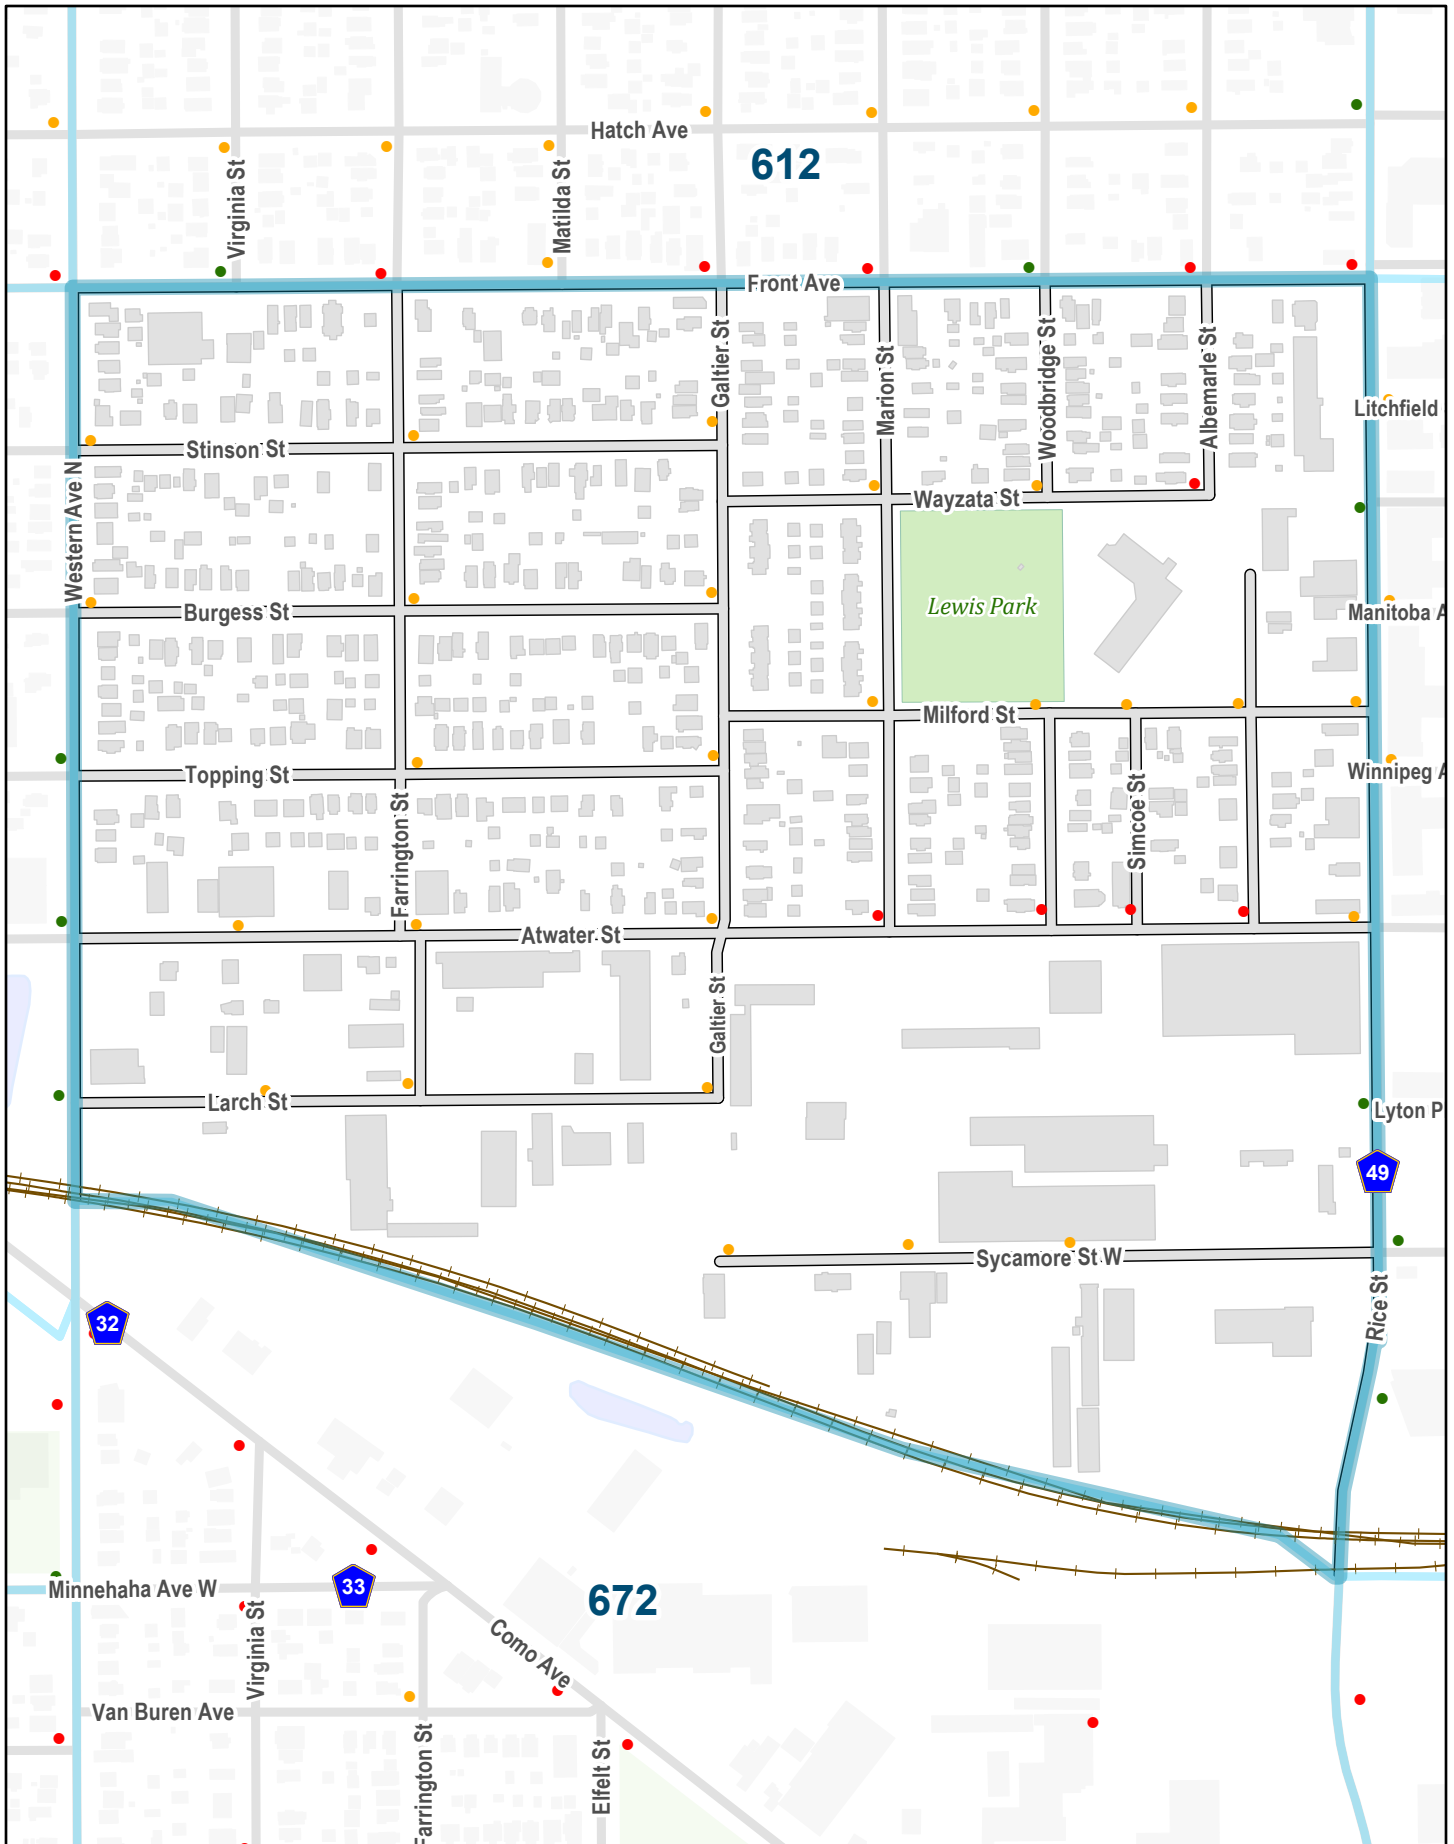 Hatch Ave
612
Virginia St
Matilda St
Front Ave
Galtier St
Marion St
Woodbridge St
Albemarle St
Litchfield
Stinson St
Western Ave N
Wayzata St
Lewis Park
Burgess St
Manitoba A
Milford St
Topping St
Winnipeg A
Farrington St
Simcoe St
Atwater St
Galtier St
Larch St
Lyton P
49
Sycamore St W
Rice St
32
Minnehaha Ave W
33
672
Virginia St
Como Ave
Van Buren Ave
Farrington St
Elfelt St